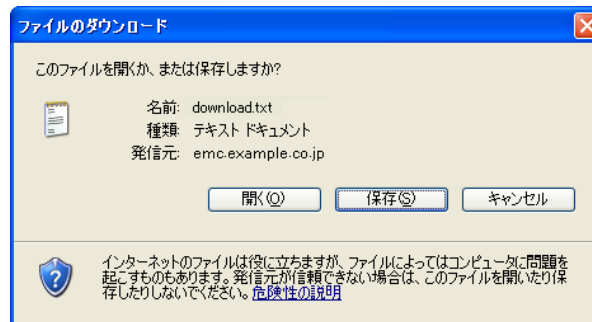 ファイルのダウンロード
このファイルを開くか、または保存しますか?
名前: download.txt
種類: テキスト ドキュメント
発信元: emc.example.co.jp
開く(O) 保存(S) キャンセル
インターネットのファイルは役に立ちますが、ファイルによってはコンピュータに問題を
起こすものもあります。発信元が信頼できない場合は、このファイルを開いたり保
存したりしないでください。危険性の説明